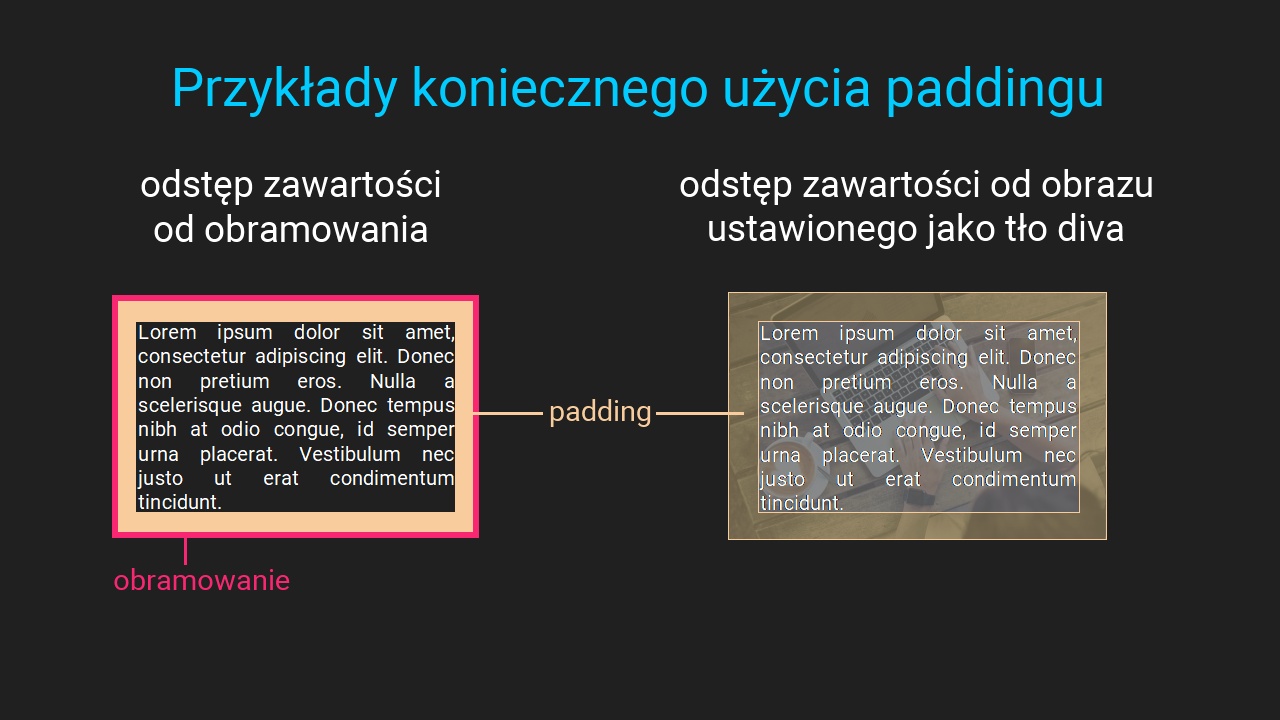 Przykłady koniecznego użycia paddingu
odstęp zawartości
od obramowania
odstęp zawartości od obrazu
ustawionego jako tło diva
Lorem ipsum dolor sit amet,
consectetur adipiscing elit. Donec
non pretium eros. Nulla a
scelerisque augue. Donec tempus
nibh at odio congue, id semper
urna placerat. Vestibulum nec
justo ut erat condimentum
tincidunt.
padding
Lorem ipsum dolor sit amet,
consectetur adipiscing elit. Donec
non pretium eros. Nulla a
scelerisque augue. Donec tempus
nibh at odio congue, id semper
urna placerat. Vestibulum nec
justo ut erat condimentum
tincidunt.
obramowanie